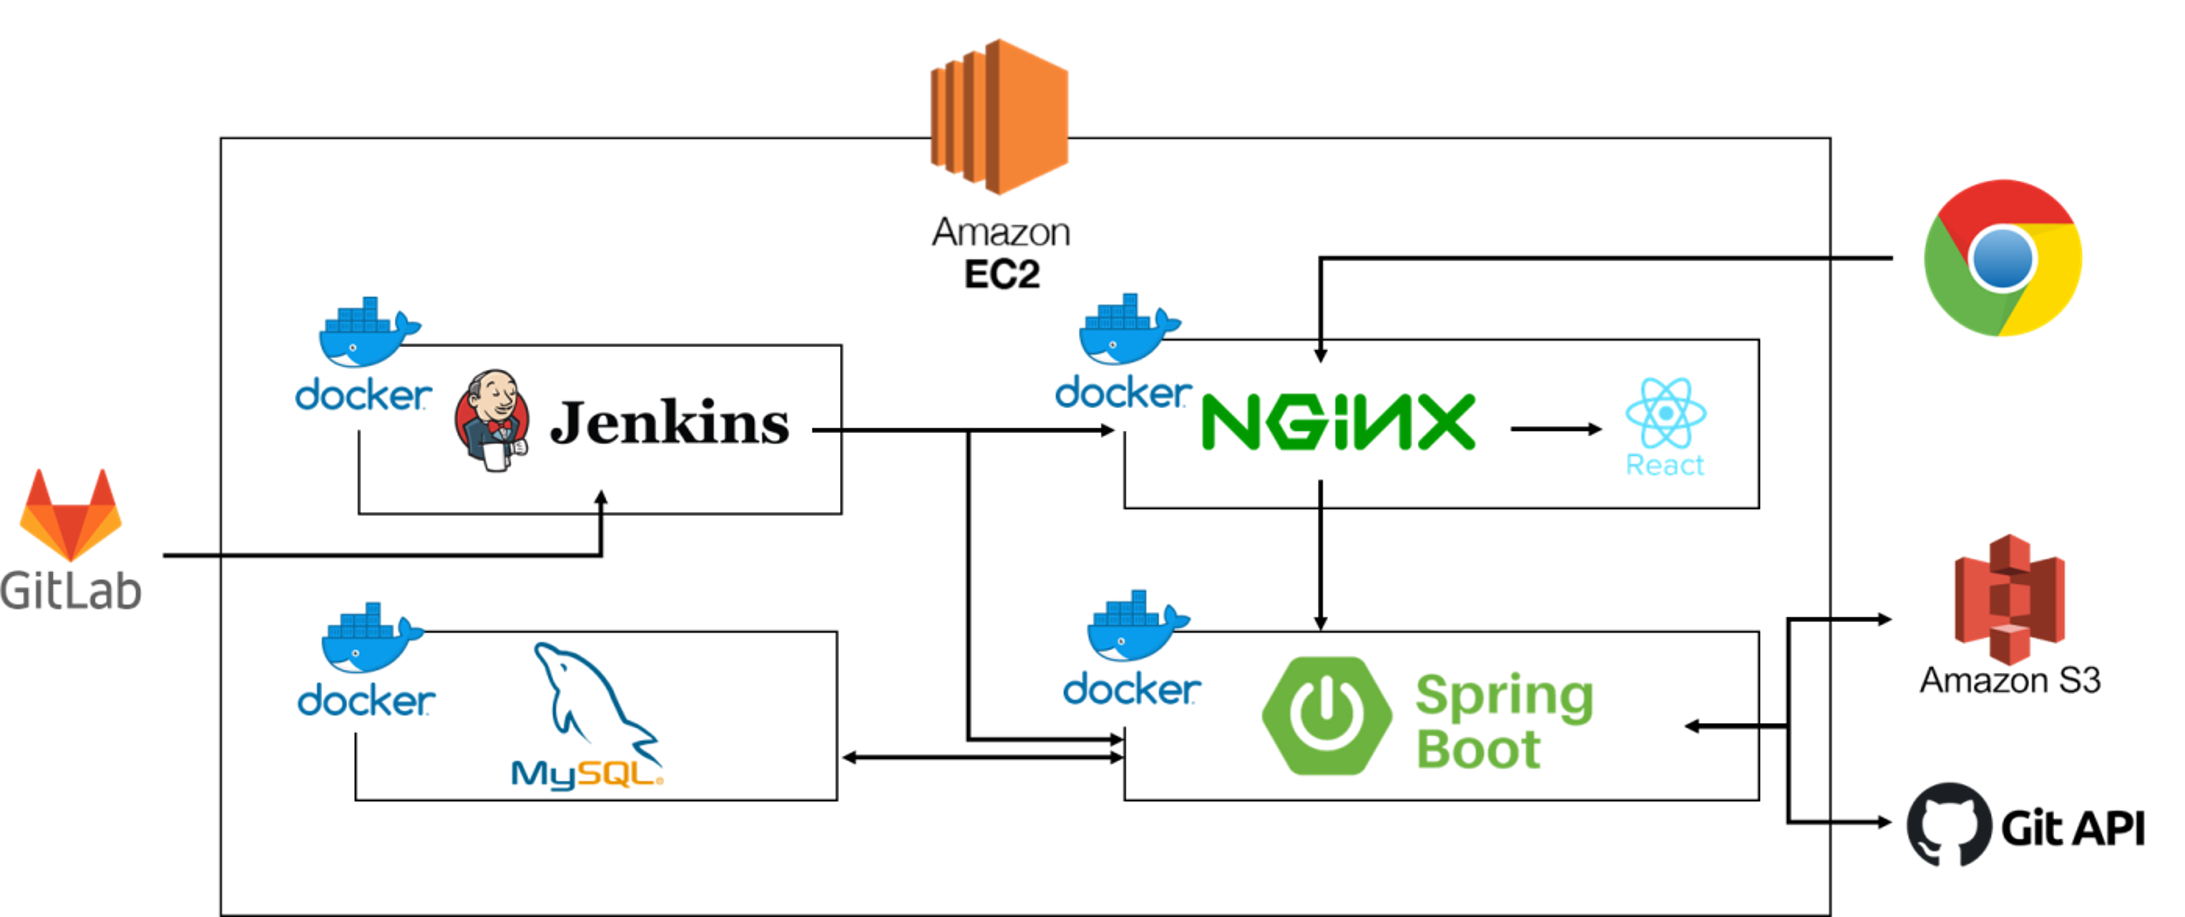 Amazon
EC2
docker
Jenkins
docker
NGiNX
React
GitLab
docker
MySQL®
docker
Spring
Boot
Amazon S3
Git API